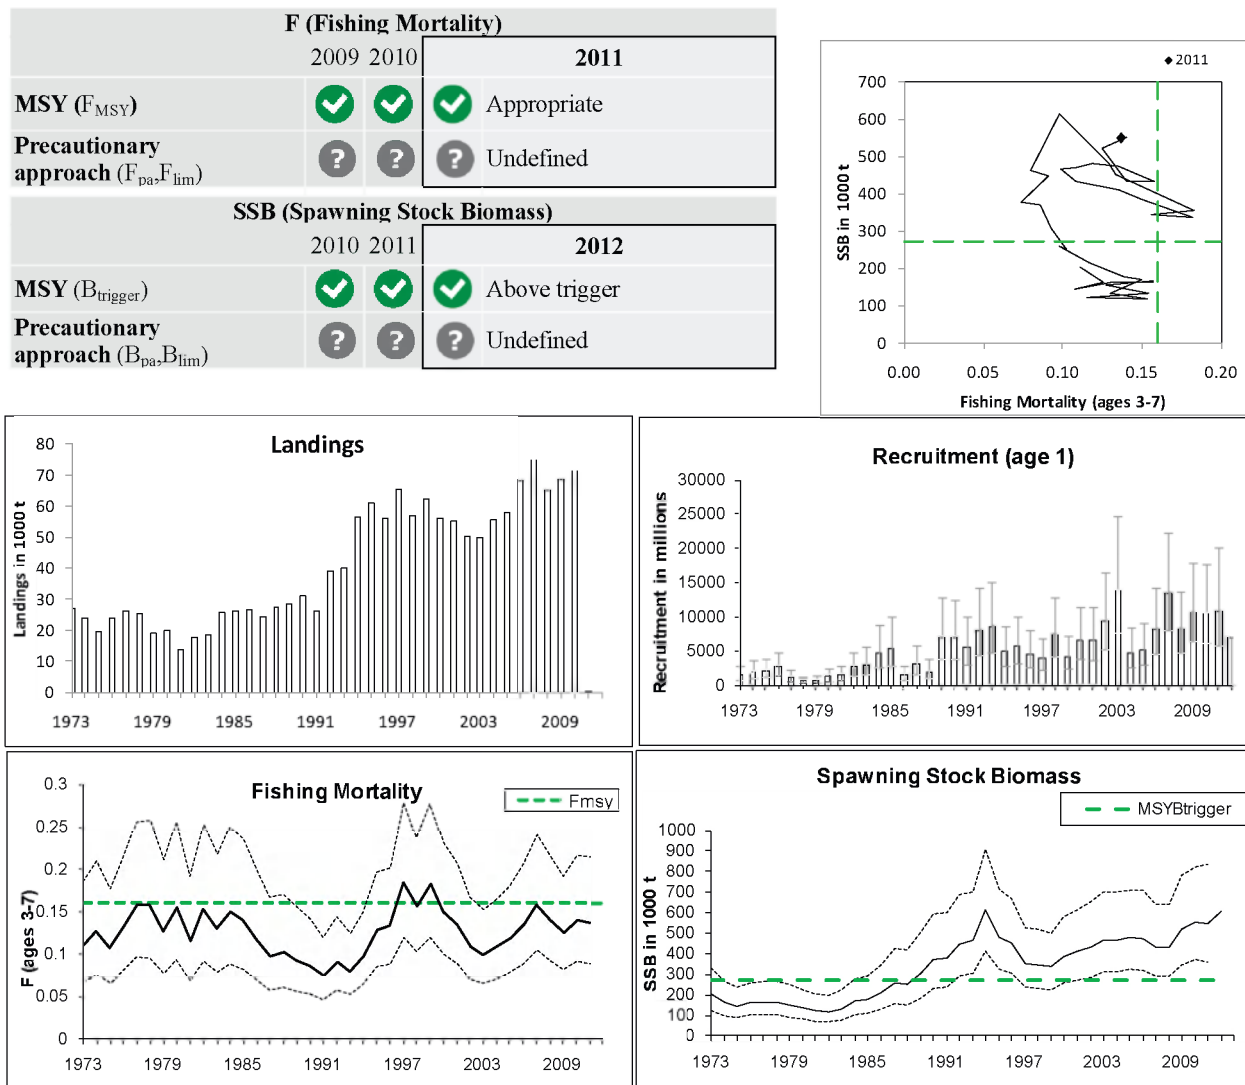 F (Fishing Mortality)
2009 2010 2011
MSY (FMSY) Appropriate
Precautionary
approach (Fpa,Flim) Undefined
SSB (Spawning Stock Biomass)
2010 2011 2012
MSY (Btrigger) Above trigger
Precautionary
approach (Bpa,Blim) Undefined
2011
SSB in 1000 t
700
600
500
400
300
200
100
0
0.00 0.05 0.10 0.15 0.20
Fishing Mortality (ages 3-7)
Landings
Landings in 1000 t
80
70
60
50
40
30
20
10
0
1973 1979 1985 1991 1997 2003 2009
Recruitment (age 1)
Recruitment in millions
30000
25000
20000
15000
10000
5000
0
1973 1979 1985 1991 1997 2003 2009
Fishing Mortality
Fmsy
F (ages 3-7)
0.3
0.25
0.2
0.15
0.1
0.05
0
1973 1979 1985 1991 1997 2003 2009
Spawning Stock Biomass
MSYBtrigger
SSB in 1000 t
1000
900
800
700
600
500
400
300
200
100
0
1973 1979 1985 1991 1997 2003 2009